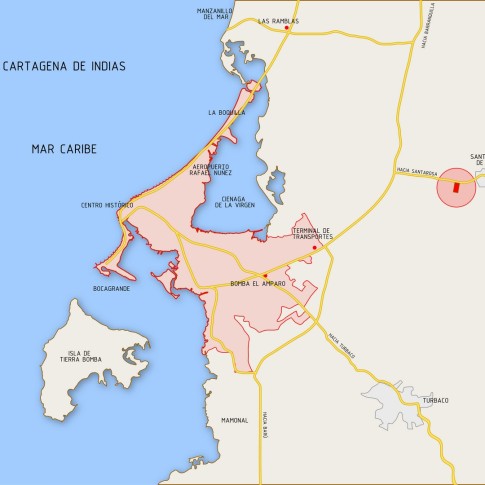 MANZANILLO
DEL MAR
LAS RAMBLAS
HACIA BARRANQUILLA
CARTAGENA DE INDIAS
LA BOQUILLA
MAR CARIBE
AEROPUERTO
RAFAEL NUÑEZ
HACIA SANTAROSA
SANT
DE
CENTRO HISTÓRICO
CIENAGA
DE LA VIRGEN
TERMINAL DE
TRANSPORTES
BOCAGRANDE
BOMBA EL AMPARO
ISLA DE
TIERRA BOMBA
HACIA TURBACO
TURBACO
MAMONAL
HACIA BARÚ